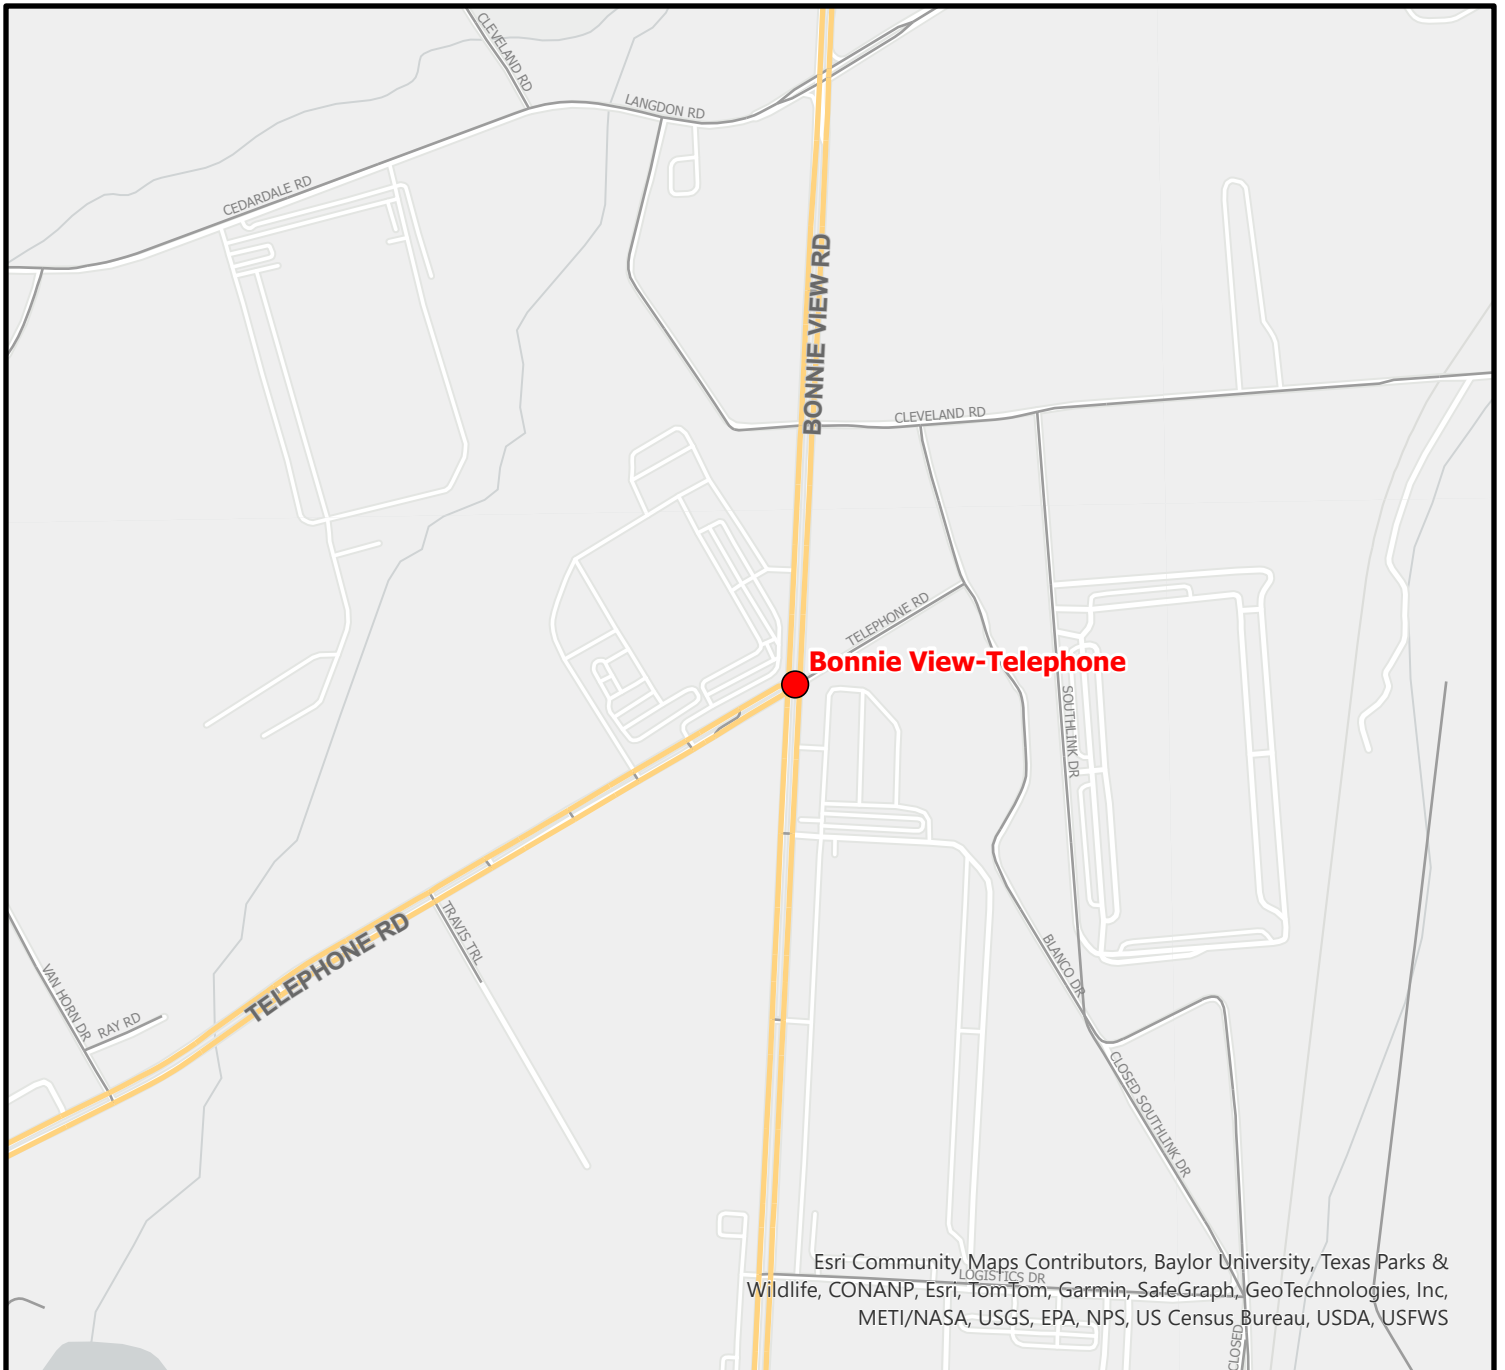 CLEVELAND RD
LANGDON RD
CEDARDALE RD
BONNIE VIEW RD
CLEVELAND RD
TELEPHONE RD
Bonnie View-Telephone
SOUTHLINK DR
TRAVIS TRL
TELEPHONE RD
VAN HORN DR
RAY RD
BLANCO DR
CLOSED SOUTHLINK DR
Esri Community Maps Contributors, Baylor University, Texas Parks &
LOGISTICS DR
Wildlife, CONANP, Esri, TomTom, Garmin, SafeGraph, GeoTechnologies, Inc,
METI/NASA, USGS, EPA, NPS, US Census Bureau, USDA, USFWS
CLOSED